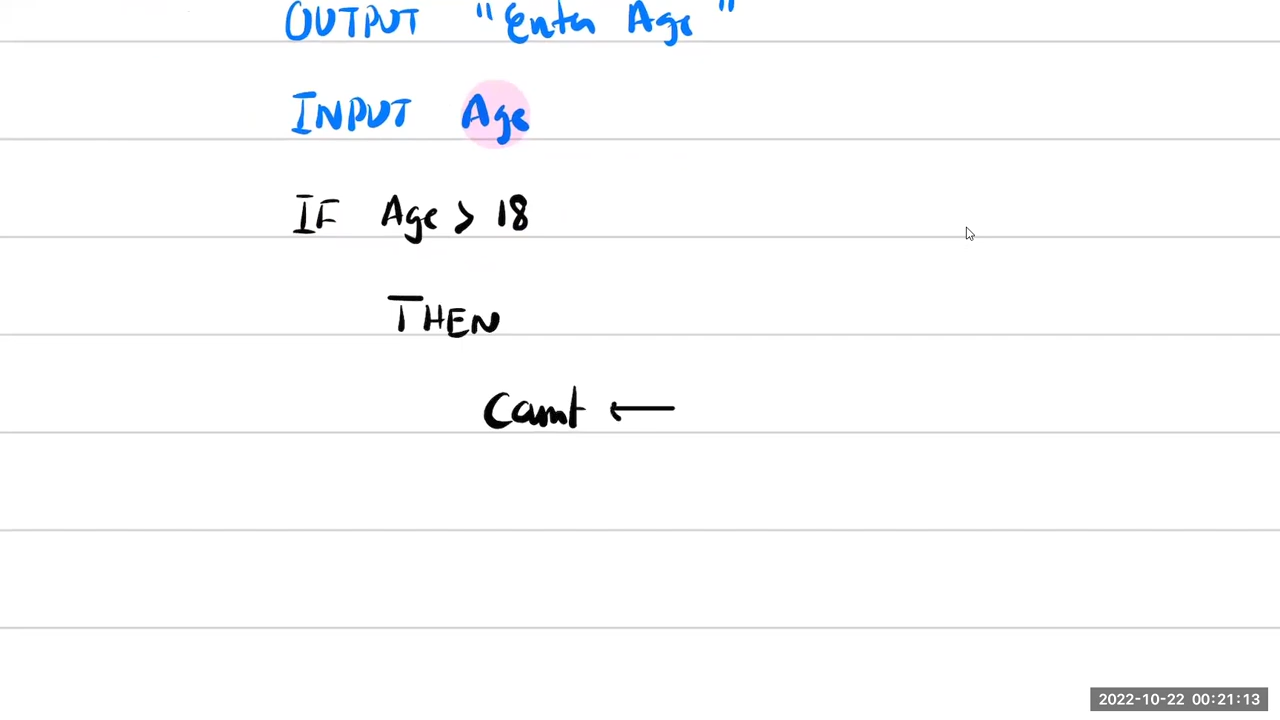 OUTPUT "Enter Age"
INPUT Age
IF Age > 18
THEN
Count ←
2022-10-22 00:21:13